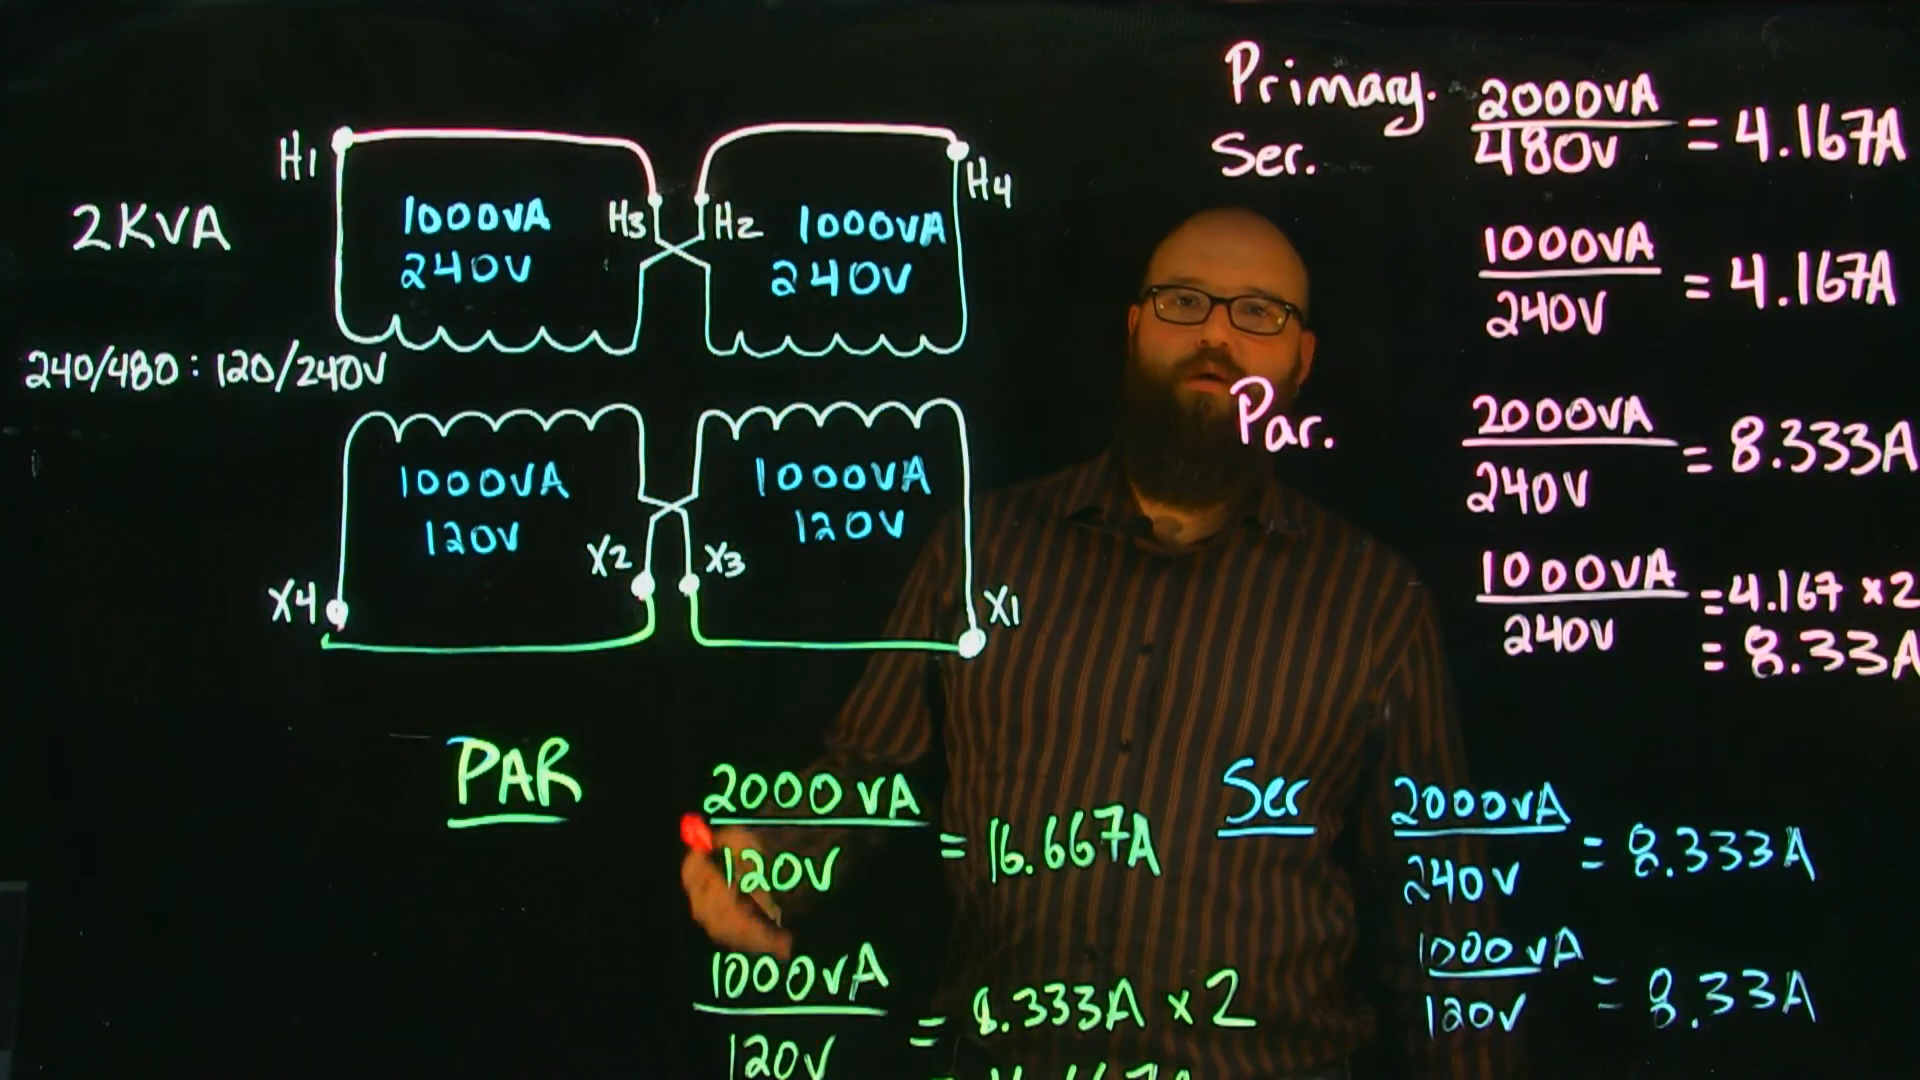 2KVA
240/480 : 120/240V
H1
H3
H2
H4
1000VA
240V
1000VA
240V
1000VA
120V
1000VA
120V
X4
X2
X3
X1
Primary.
Ser.
2000VA
480V
= 4.167A
1000VA
240V
= 4.167A
Par.
2000VA
240V
= 8.333A
1000VA
240V
= 4.167 x 2
= 8.33A
PAR
2000VA
120V
= 16.667A
1000VA
120V
= 8.333A x 2
Ser
2000VA
240V
= 8.333A
1000VA
120V
= 8.33A